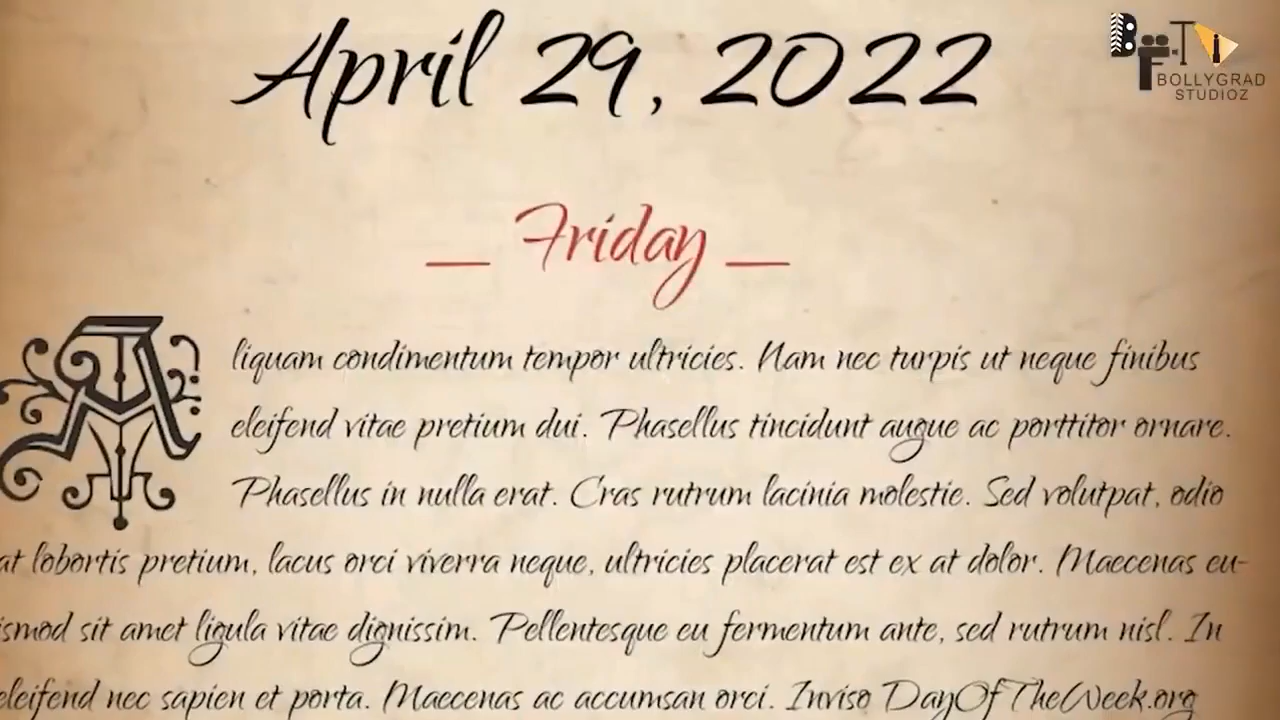 April 29, 2022
BFTV
BOLLYGRAD
STUDIOZ
— Friday —
Aliquam condimentum tempor ultricies. Nam nec turpis ut neque finibus
eleifend vitae pretium dui. Phasellus tincidunt augue ac porttitor ornare.
Phasellus in nulla erat. Cras rutrum lacinia molestie. Sed volutpat, odio
at lobortis pretium, lacus orci viverra neque, ultricies placerat est ex at dolor. Maecenas eu-
ismod sit amet ligula vitae dignissim. Pellentesque eu fermentum ante, sed rutrum nisl. In
eleifend nec sapien et porta. Maecenas ac accumsan orci. Inviso DayOfTheWeek.org